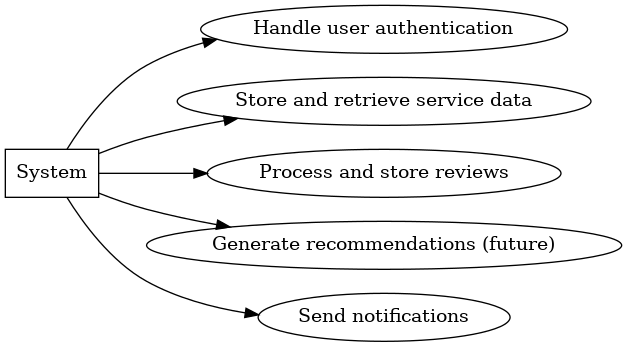 Handle user authentication
Store and retrieve service data
System
Process and store reviews
Generate recommendations (future)
Send notifications